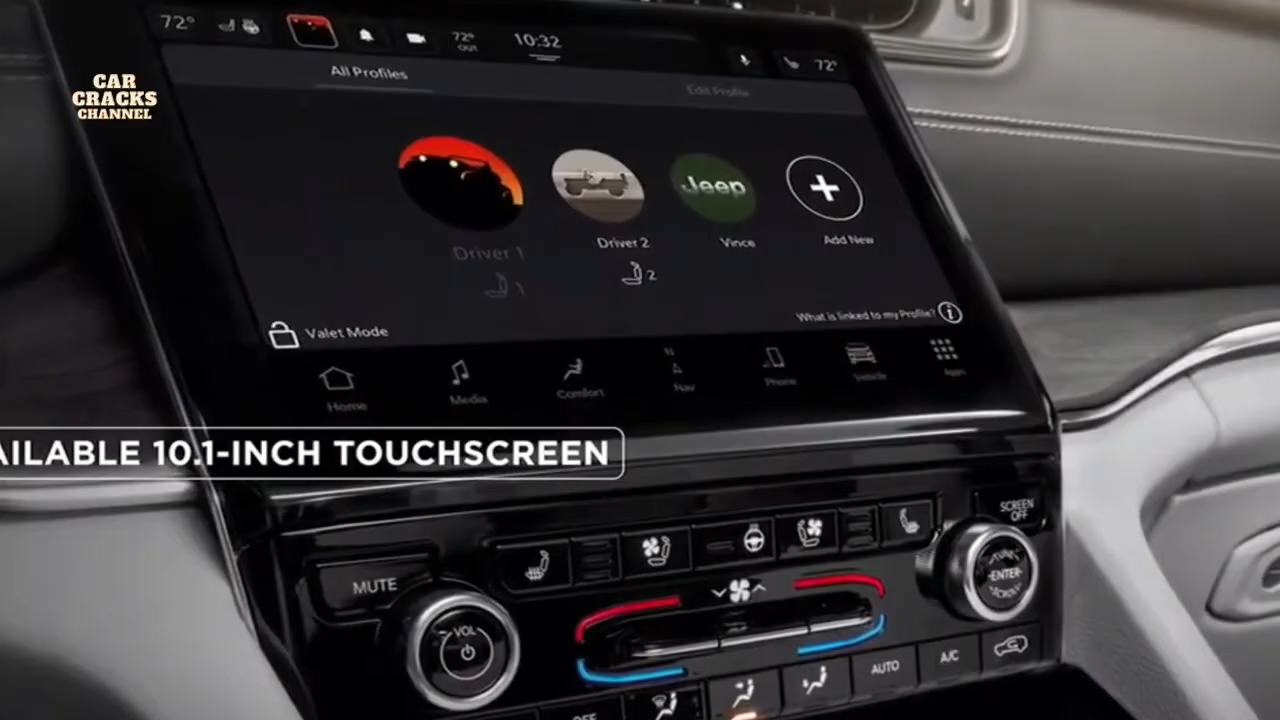 CAR
CRACKS
CHANNEL
72°
72°
OUT
10:32
72°
All Profiles
Edit Profile
Jeep
Driver 1
Driver 2
Vince
Add New
1
2
Valet Mode
What is linked to my Profile?
Home
Media
Comfort
N
A
Nav
Phone
Vehicle
Apps
AILABLE 10.1-INCH TOUCHSCREEN
SCREEN
OFF
MUTE
VOL
ENTER
AUTO
A/C